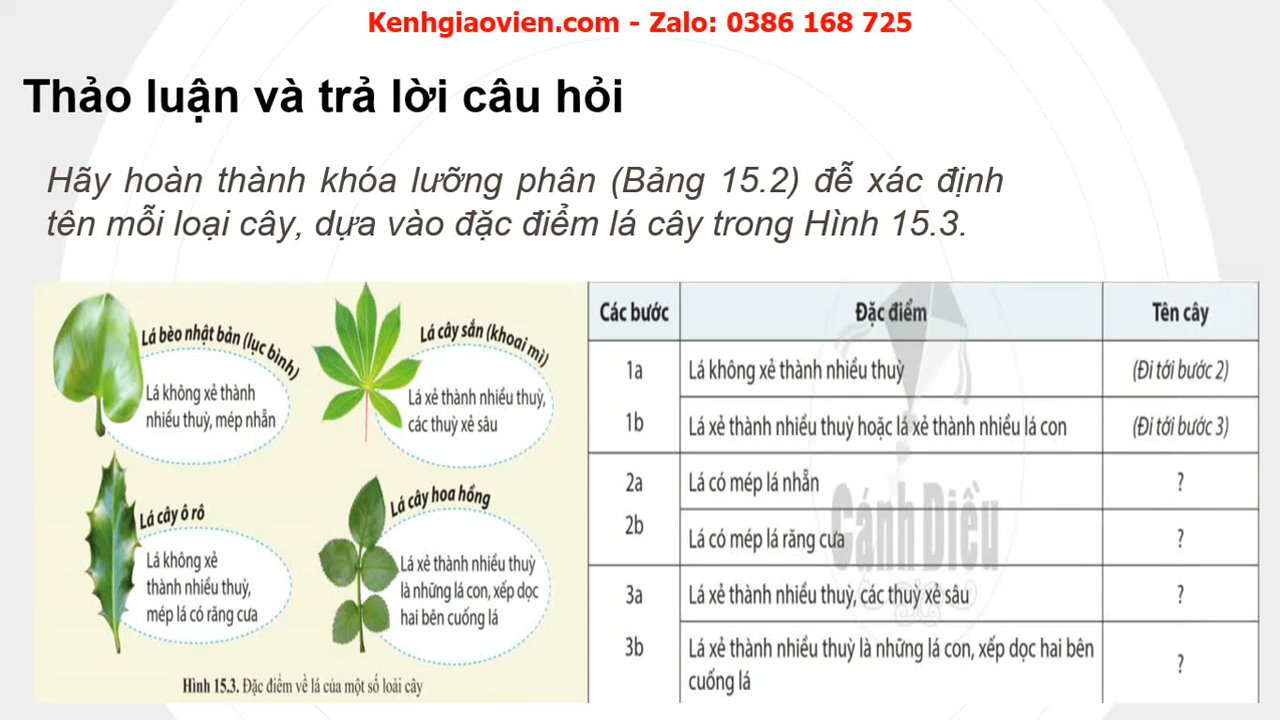 Kenhgiaovien.com - Zalo: 0386 168 725
Thảo luận và trả lời câu hỏi
Hãy hoàn thành khóa lưỡng phân (Bảng 15.2) đễ xác định
tên mỗi loại cây, dựa vào đặc điểm lá cây trong Hình 15.3.
Lá bèo nhật bản (lục bình)
Lá không xẻ thành
nhiều thuỳ, mép nhẵn
Lá cây sắn (khoai mì)
Lá xẻ thành nhiều thuỳ,
các thuỳ xẻ sâu
Lá cây ô rô
Lá không xẻ
thành nhiều thuỳ,
mép lá có răng cưa
Lá cây hoa hồng
Lá xẻ thành nhiều thuỳ
là những lá con, xếp dọc
hai bên cuống lá
Hình 15.3. Đặc điểm về lá của một số loài cây
Các bước Đặc điểm Tên cây
1a Lá không xẻ thành nhiều thuỳ (Đi tới bước 2)
1b Lá xẻ thành nhiều thuỳ hoặc lá xẻ thành nhiều lá con (Đi tới bước 3)
2a Lá có mép lá nhẵn ?
2b Lá có mép lá răng cưa ?
3a Lá xẻ thành nhiều thuỳ, các thuỳ xẻ sâu ?
3b Lá xẻ thành nhiều thuỳ là những lá con, xếp dọc hai bên
cuống lá ?
Cánh Diều